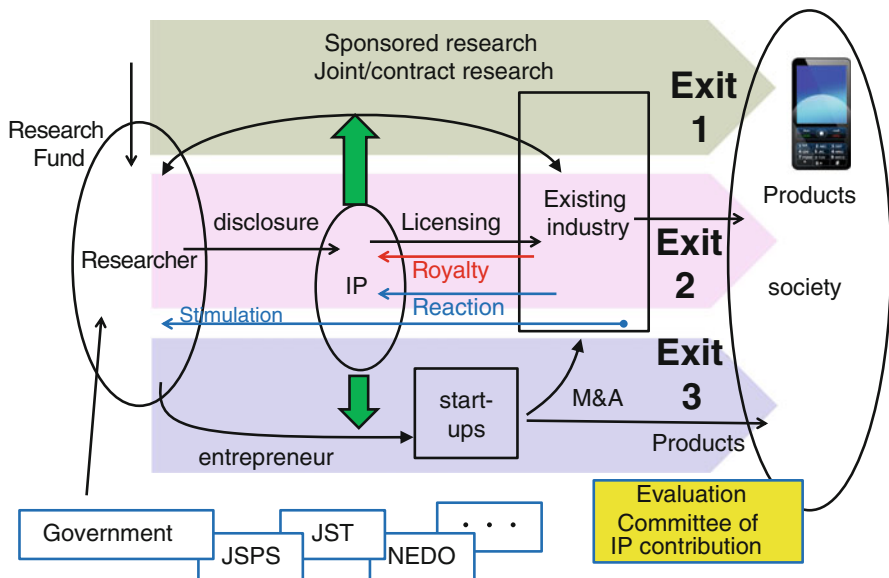 Sponsored research
Joint/contract research
Exit
1
Research
Fund
Products
disclosure
Licensing
Existing
industry
Researcher
IP
Royalty
Exit
2
society
Stimulation
Reaction
Exit
3
start-
ups
M&A
Products
entrepreneur
Evaluation
Committee of
IP contribution
Government
JSPS
JST
NEDO
. . .